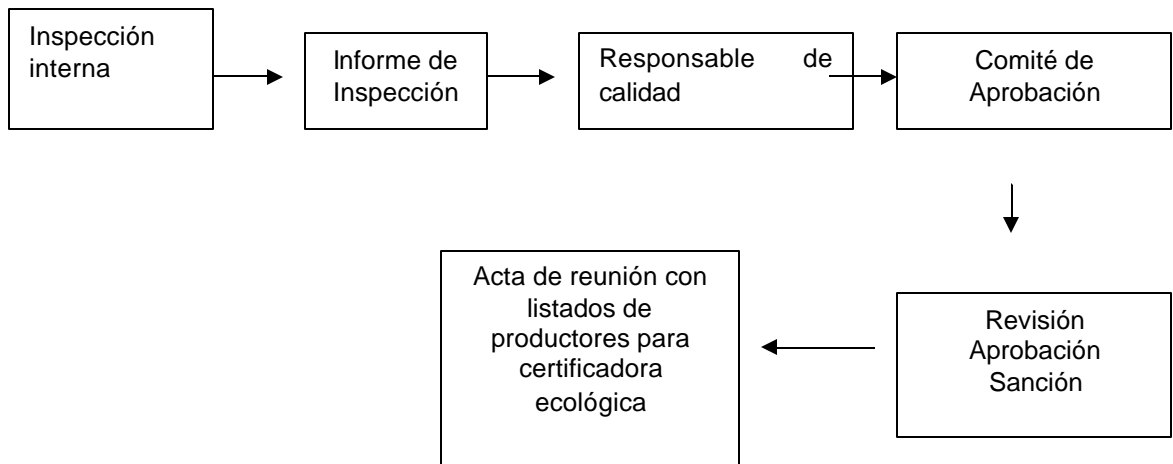 Inspección
interna
Informe de
Inspección
Responsable de
calidad
Comité de
Aprobación
Revisión
Aprobación
Sanción
Acta de reunión con
listados de
productores para
certificadora
ecológica